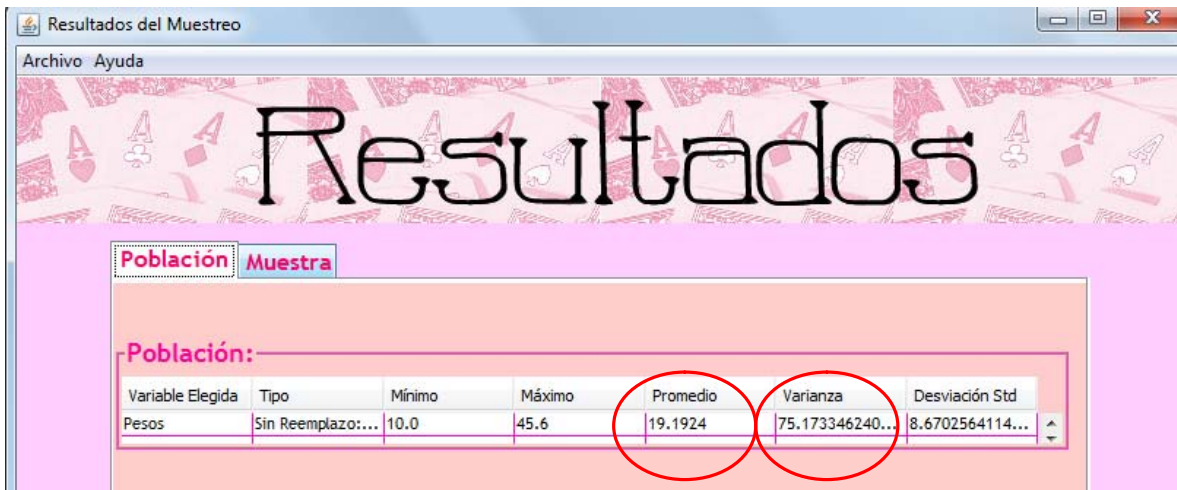 Resultados del Muestreo
Archivo Ayuda
Resultados
Población Muestra
Población:
Variable Elegida Tipo Mínimo Máximo Promedio Varianza Desviación Std
Pesos Sin Reemplazo:... 10.0 45.6 19.1924 75.173346240... 8.6702564114...